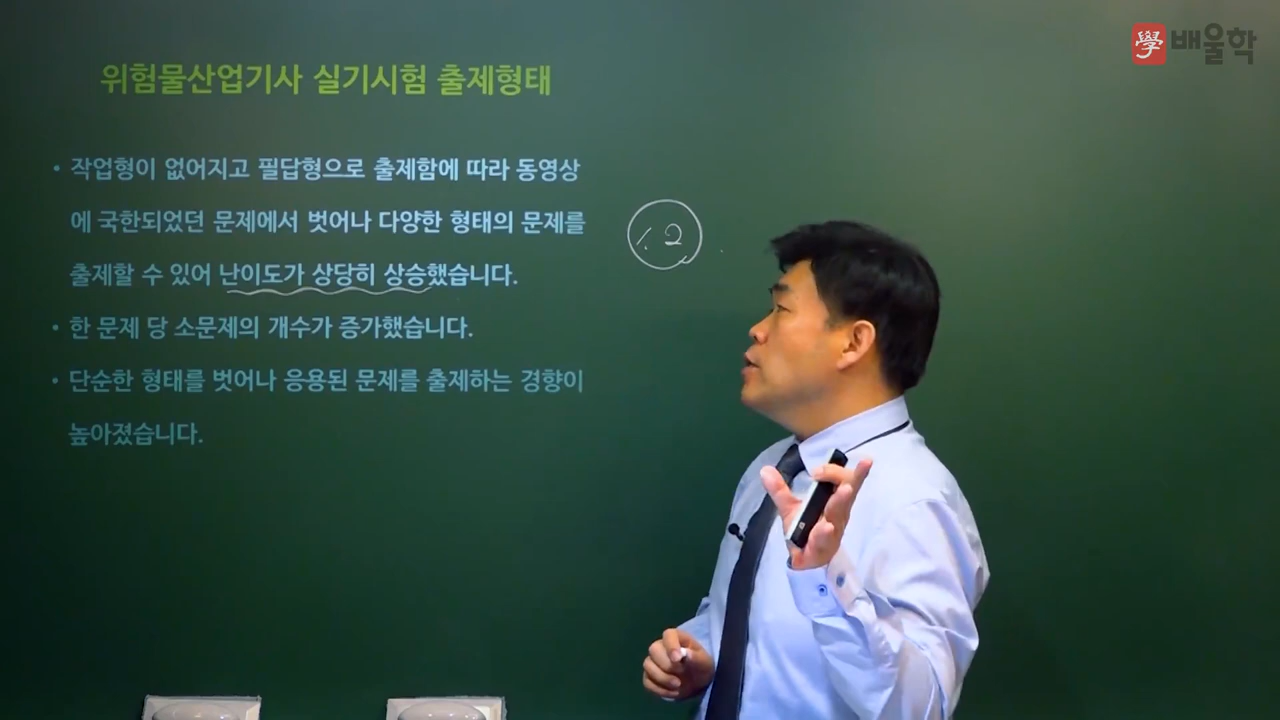 學 배울학
위험물산업기사 실기시험 출제형태
• 작업형이 없어지고 필답형으로 출제함에 따라 동영상
에 국한되었던 문제에서 벗어나 다양한 형태의 문제를
출제할 수 있어 난이도가 상당히 상승했습니다.
• 한 문제 당 소문제의 개수가 증가했습니다.
• 단순한 형태를 벗어나 응용된 문제를 출제하는 경향이
높아졌습니다.
1. 2